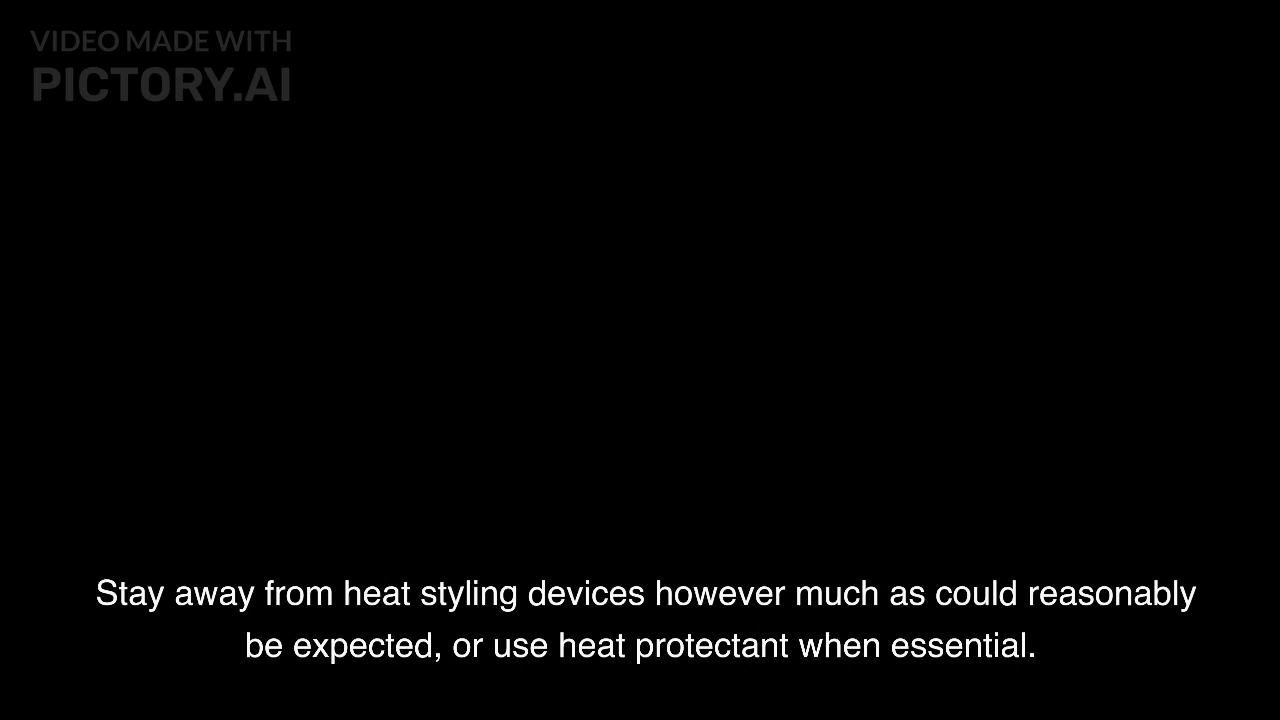 VIDEO MADE WITH
PICTORY.AI
Stay away from heat styling devices however much as could reasonably
be expected, or use heat protectant when essential.